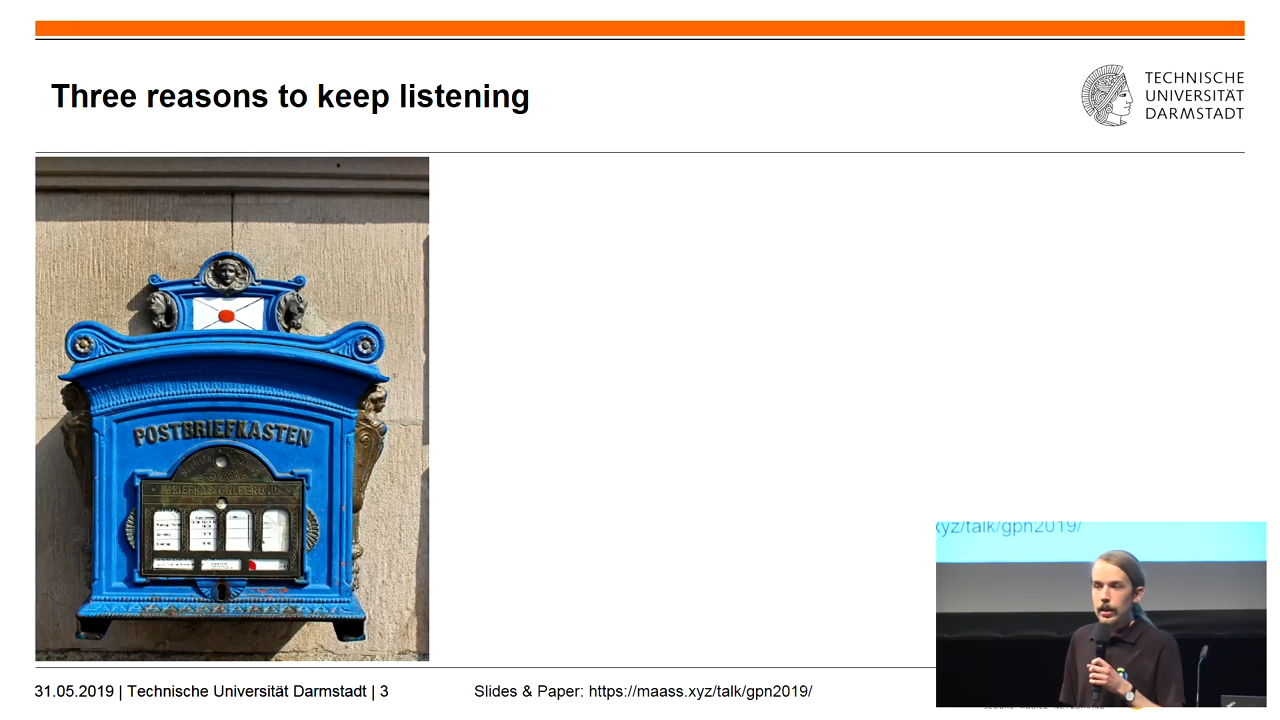 Three reasons to keep listening
TECHNISCHE
UNIVERSITÄT
DARMSTADT
POSTBRIEFKASTEN
BRIEFKASTENLEERUNG
xyz/talk/gpn2019/
31.05.2019 | Technische Universität Darmstadt | 3
Slides & Paper: https://maass.xyz/talk/gpn2019/